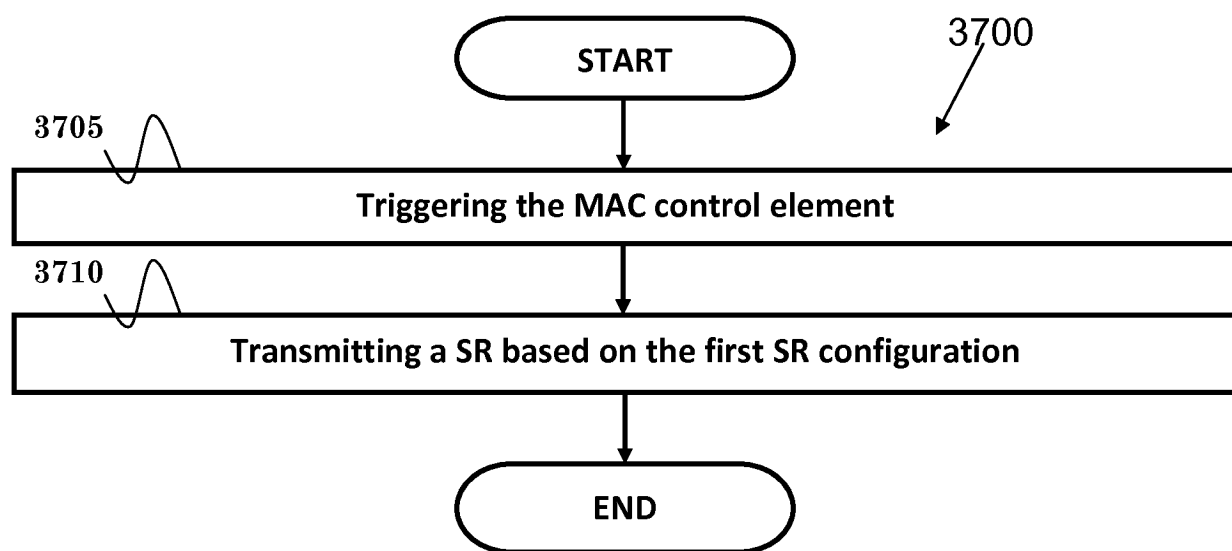 START
3700
3705
Triggering the MAC control element
3710
Transmitting a SR based on the first SR configuration
END